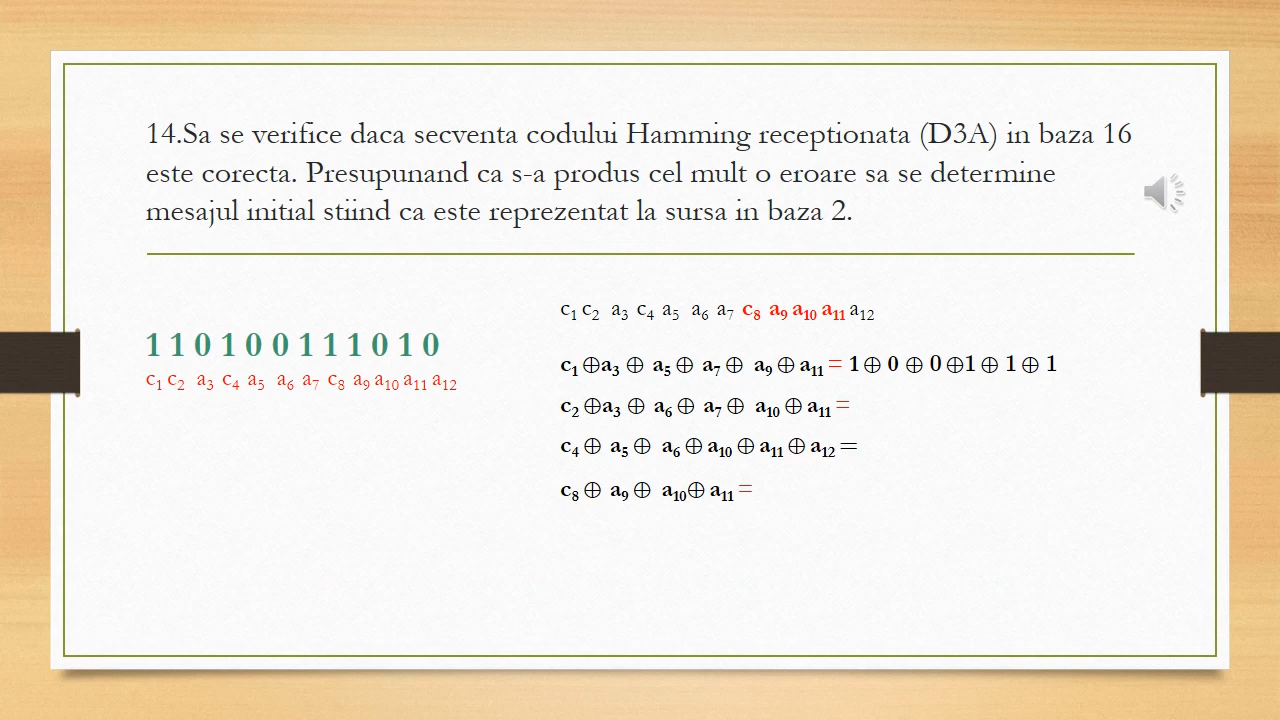 14.Sa se verifice daca secventa codului Hamming receptionata (D3A) in baza 16
este corecta. Presupunand ca s-a produs cel mult o eroare sa se determine
mesajul initial stiind ca este reprezentat la sursa in baza 2.
1 1 0 1 0 0 1 1 1 0 1 0
c₁ c₂ a₃ c₄ a₅ a₆ a₇ c₈ a₉ a₁₀ a₁₁ a₁₂
c₁ c₂ a₃ c₄ a₅ a₆ a₇ c₈ a₉ a₁₀ a₁₁ a₁₂
c₁ ⊕a₃ ⊕ a₅ ⊕ a₇ ⊕ a₉ ⊕ a₁₁ = 1 ⊕ 0 ⊕ 0 ⊕1 ⊕ 1 ⊕ 1
c₂ ⊕a₃ ⊕ a₆ ⊕ a₇ ⊕ a₁₀ ⊕ a₁₁ =
c₄ ⊕ a₅ ⊕ a₆ ⊕ a₁₀ ⊕ a₁₁ ⊕ a₁₂ =
c₈ ⊕ a₉ ⊕ a₁₀⊕ a₁₁ =